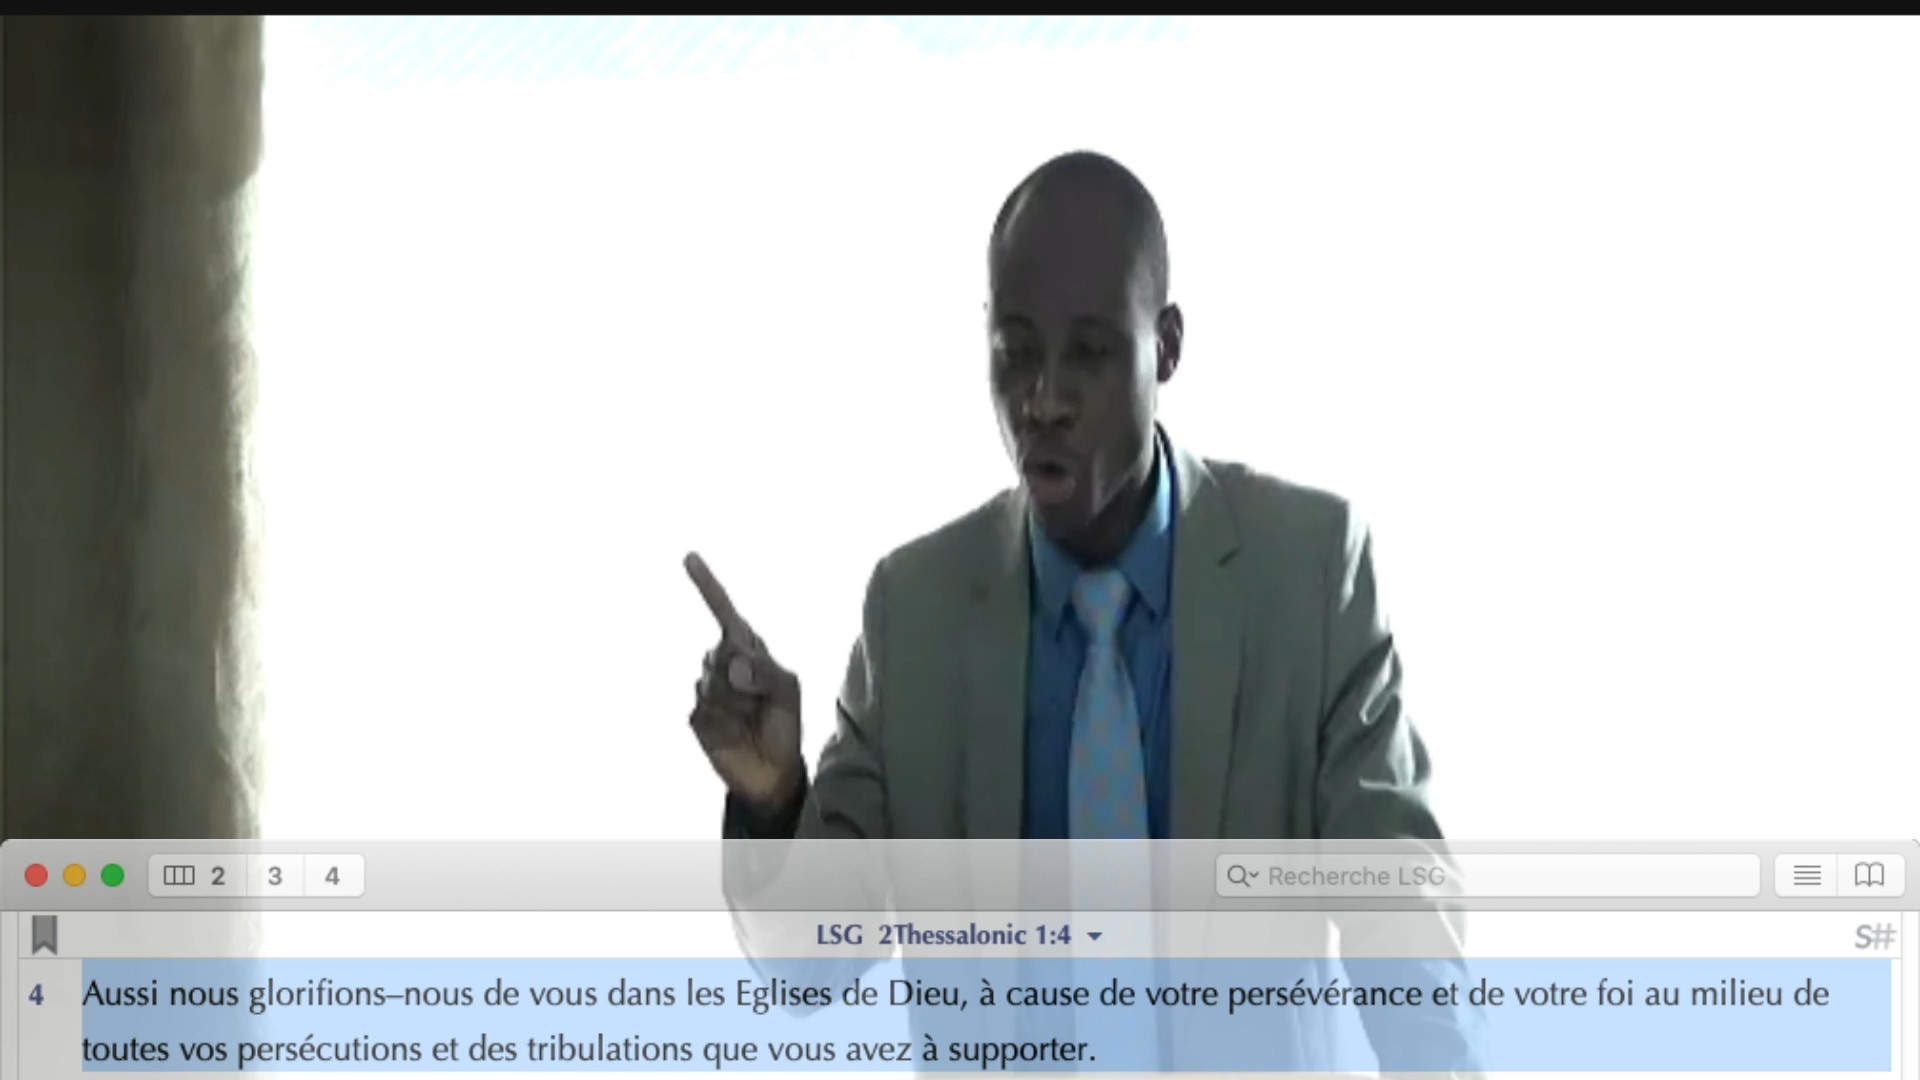 2 3 4 Recherche LSG
LSG 2Thessalonic 1:4 S#
4 Aussi nous glorifions–nous de vous dans les Eglises de Dieu, à cause de votre persévérance et de votre foi au milieu de
toutes vos persécutions et des tribulations que vous avez à supporter.